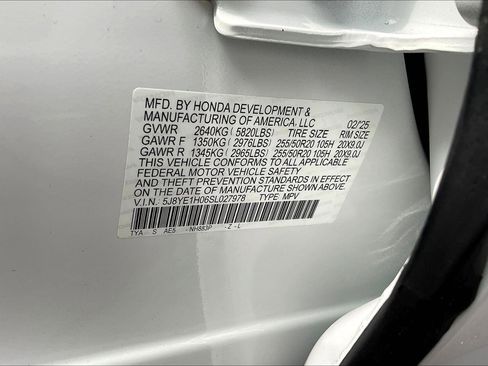 MFD. BY HONDA DEVELOPMENT &
MANUFACTURING OF AMERICA, LLC 02/25
GVWR 2640KG (5820LBS) TIRE SIZE RIM SIZE
GAWR F 1350KG (2976LBS) 255/50R20 105H 20X9.0J
GAWR R 1345KG (2965LBS) 255/50R20 105H 20X9.0J
THIS VEHICLE CONFORMS TO ALL APPLICABLE
FEDERAL MOTOR VEHICLE SAFETY
AND THEFT PREVENTION STANDARDS IN EFFECT
ON THE DATE OF MANUFACTURE SHOWN ABOVE.
V.I.N.: 5J8YE1H06SL027978 TYPE: MPV
TYA S AE5 -NH883P -Z-L